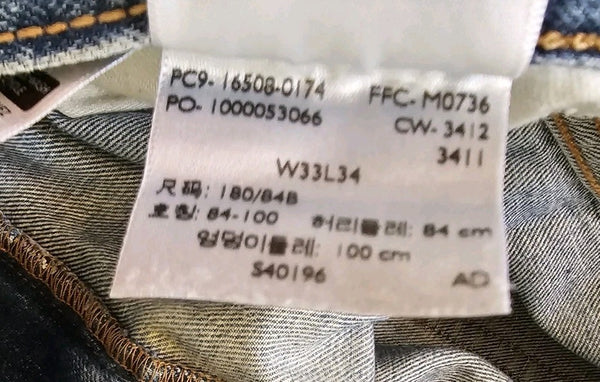 PC9- 16508-0174 FFC- M0736
PO- 1000053066 CW- 3412
3411
W33L34
尺码: 180/84B
호칭: 84-100 허리둘레: 84 cm
엉덩이둘레: 100 cm
S40196 AD